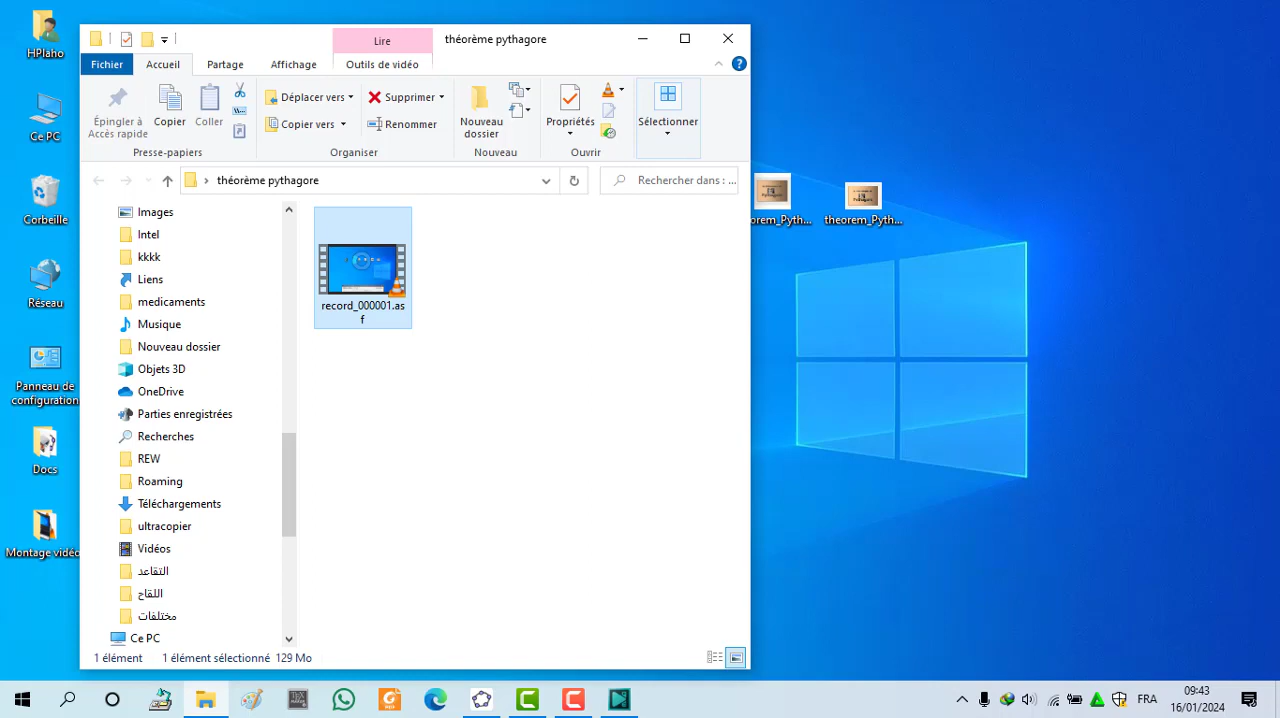 HPlaho
Ce PC
Corbeille
Réseau
Panneau de
configuration
Docs
Montage vidéo
Lire
théorème pythagore
Fichier
Accueil
Partage
Affichage
Outils de vidéo
Épingler à
Accès rapide
Copier
Coller
Déplacer vers
Copier vers
Supprimer
Renommer
Nouveau
dossier
Propriétés
Sélectionner
Presse-papiers
Organiser
Nouveau
Ouvrir
théorème pythagore
Rechercher dans : ...
Images
Intel
kkkk
Liens
medicaments
Musique
Nouveau dossier
Objets 3D
OneDrive
Parties enregistrées
Recherches
REW
Roaming
Téléchargements
ultracopier
Vidéos
التقاعد
اللقاح
مختلفات
Ce PC
record_000001.as
f
1 élément
1 élément sélectionné 129 Mo
orem_Pyth...
theorem_Pyth...
FRA
09:43
16/01/2024